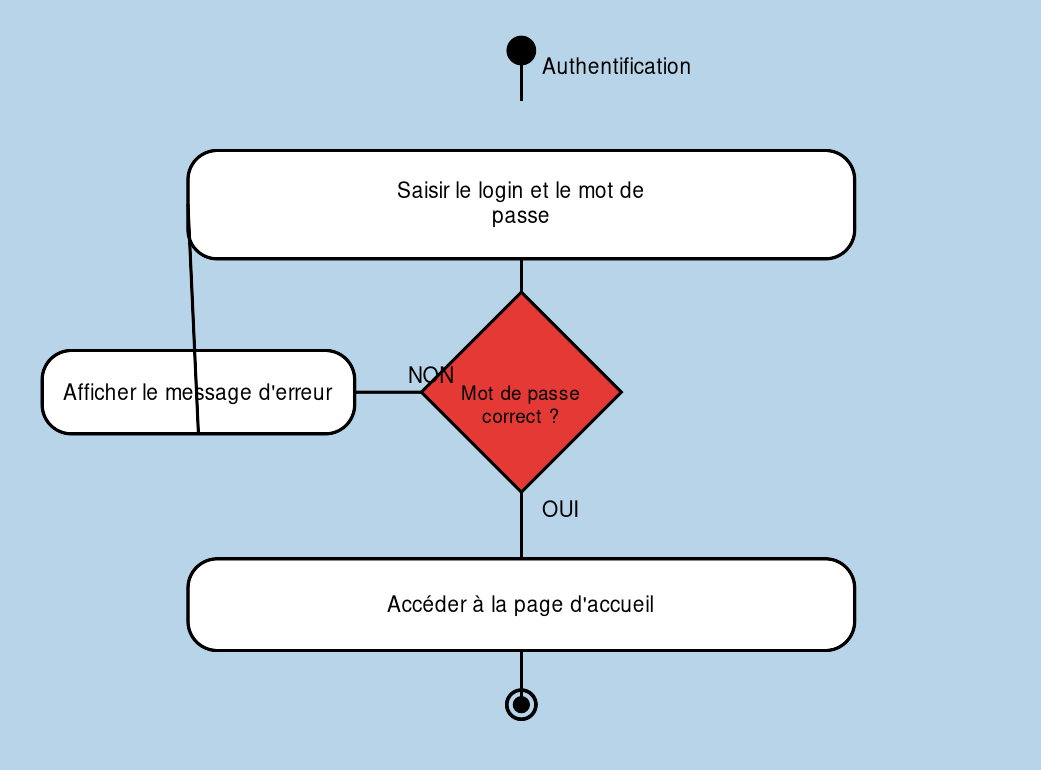 Authentification
Saisir le login et le mot de
passe
NON
Afficher le message d'erreur
Mot de passe
correct ?
OUI
Accéder à la page d'accueil